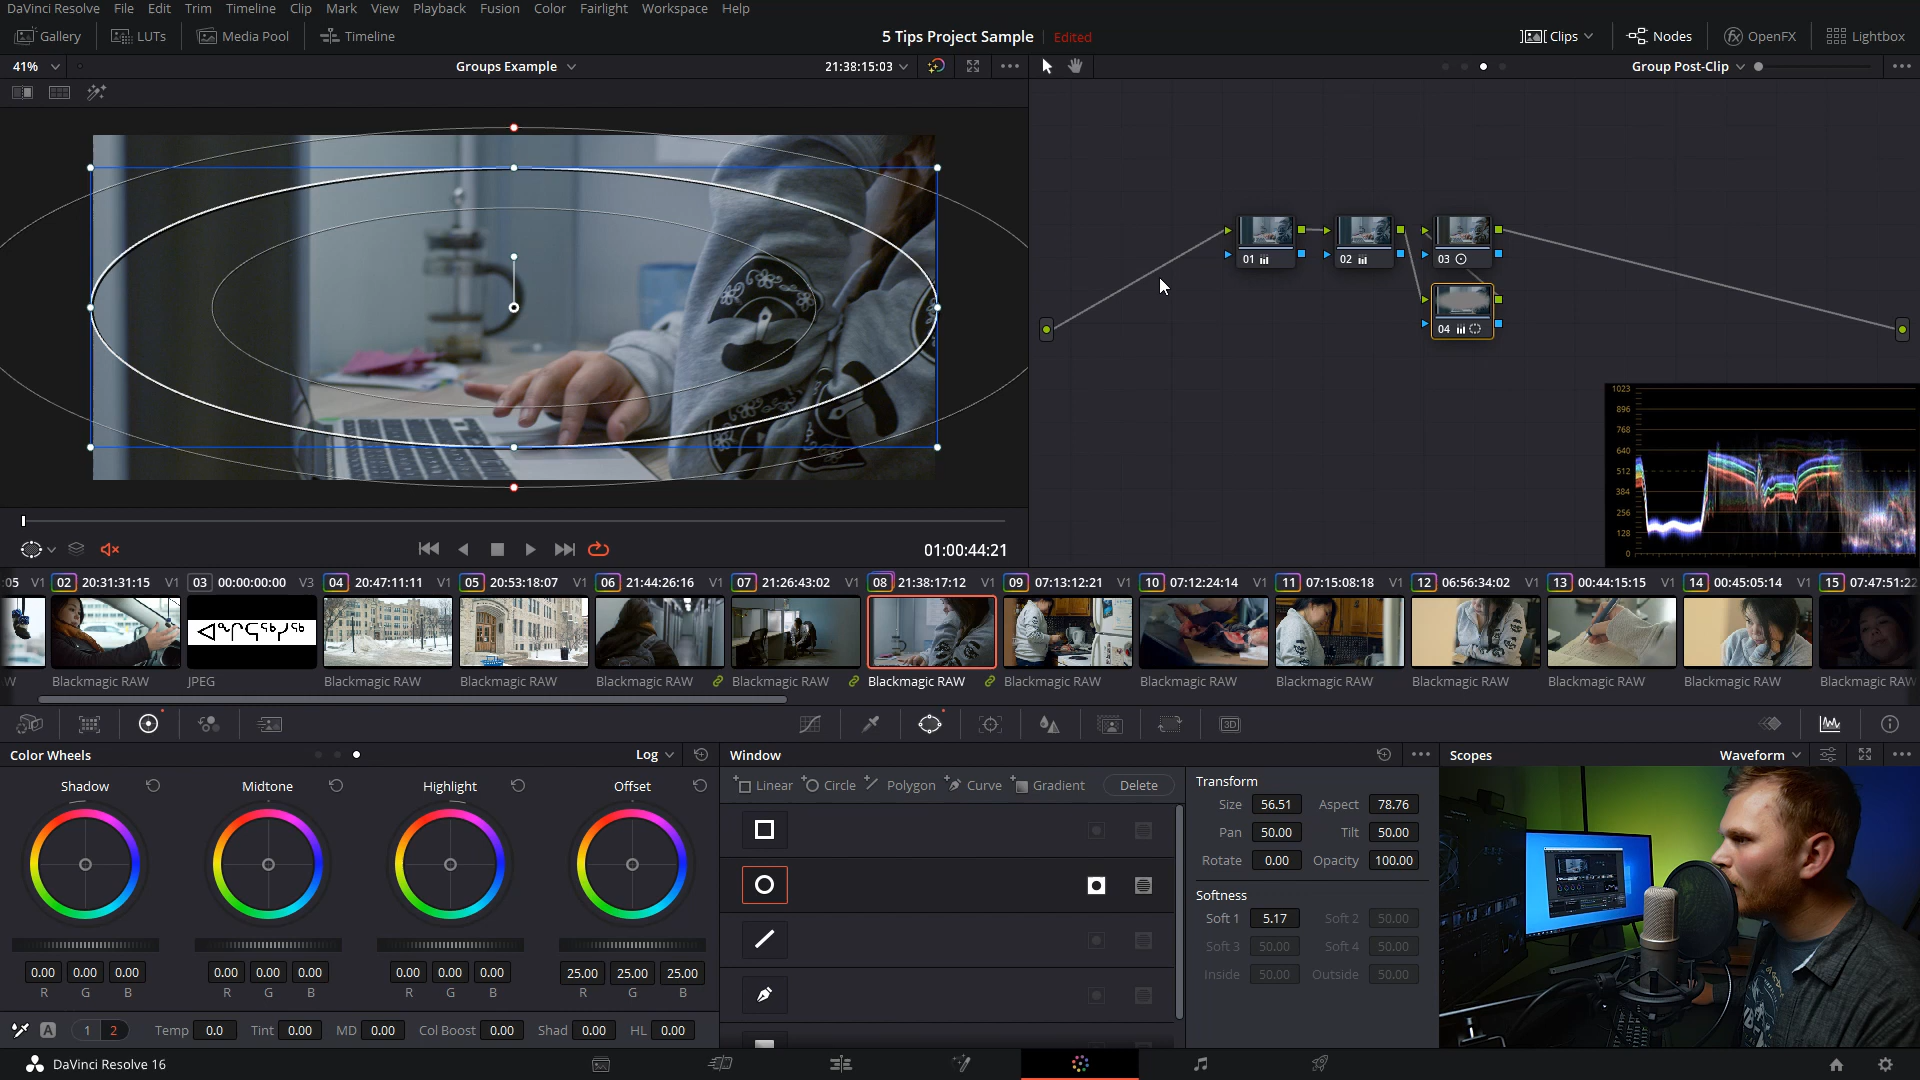 DaVinci Resolve File Edit Trim Timeline Clip Mark View Playback Fusion Color Fairlight Workspace Help
Gallery LUTs Media Pool Timeline 5 Tips Project Sample Edited Clips Nodes OpenFX Lightbox
41% Groups Example 21:38:15:03 Group Post-Clip
01 02 03
04
1023
896
768
640
512
384
256
128
0
01:00:44:21
:05 V1 02 20:31:31:15 V1 03 00:00:00:00 V3 04 20:47:11:11 V1 05 20:53:18:07 V1 06 21:44:26:16 V1 07 21:26:43:02 V1 08 21:38:17:12 V1 09 07:13:12:21 V1 10 07:12:24:14 V1 11 07:15:08:18 V1 12 06:56:34:02 V1 13 00:44:15:15 V1 14 00:45:05:14 V1 15 07:47:51:22
ᐊᖏᕋᖅᓯᖅ
W Blackmagic RAW JPEG Blackmagic RAW Blackmagic RAW Blackmagic RAW Blackmagic RAW Blackmagic RAW Blackmagic RAW Blackmagic RAW Blackmagic RAW Blackmagic RAW Blackmagic RAW Blackmagic RAW Blackmagic RAW
3D
Color Wheels Log Window Scopes Waveform
Shadow Midtone Highlight Offset
Linear Circle Polygon Curve Gradient Delete
Transform
Size 56.51 Aspect 78.76
Pan 50.00 Tilt 50.00
Rotate 0.00 Opacity 100.00
Softness
Soft 1 5.17 Soft 2 50.00
Soft 3 50.00 Soft 4 50.00
Inside 50.00 Outside 50.00
0.00 0.00 0.00 0.00 0.00 0.00 0.00 0.00 0.00 25.00 25.00 25.00
R G B R G B R G B R G B
A 1 2 Temp 0.0 Tint 0.00 MD 0.00 Col Boost 0.00 Shad 0.00 HL 0.00
DaVinci Resolve 16